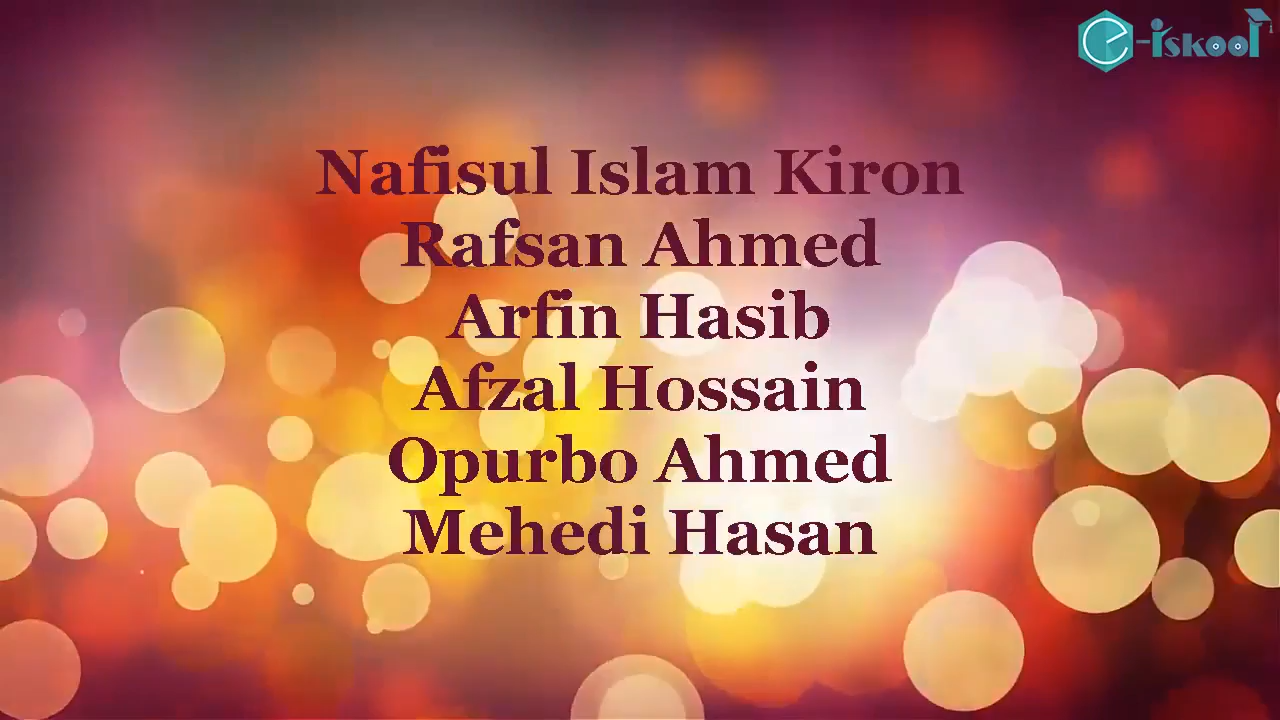 e-iskool
Nafisul Islam Kiron
Rafsan Ahmed
Arfin Hasib
Afzal Hossain
Opurbo Ahmed
Mehedi Hasan